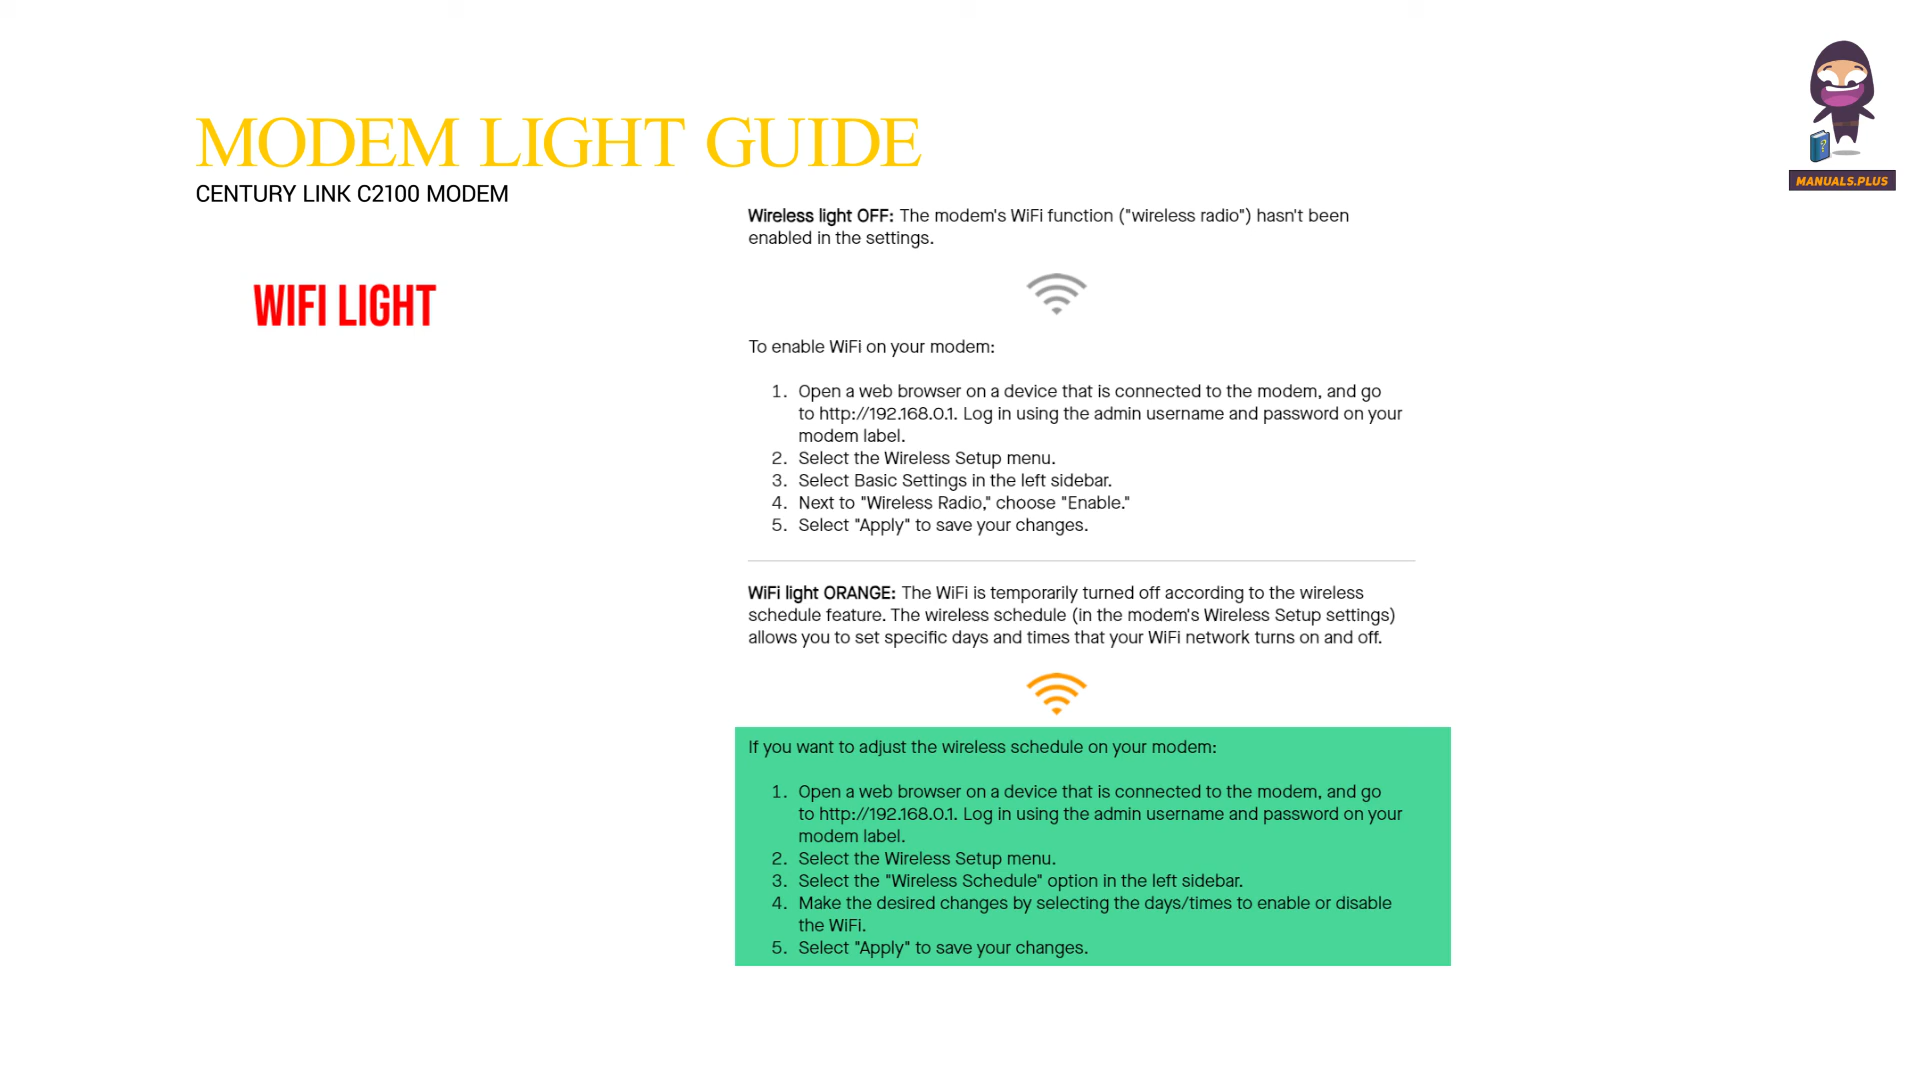 MODEM LIGHT GUIDE
CENTURY LINK C2100 MODEM
WIFI LIGHT
?
MANUALS.PLUS
Wireless light OFF: The modem's WiFi function ("wireless radio") hasn't been
enabled in the settings.
To enable WiFi on your modem:
1. Open a web browser on a device that is connected to the modem, and go
to http://192.168.0.1. Log in using the admin username and password on your
modem label.
2. Select the Wireless Setup menu.
3. Select Basic Settings in the left sidebar.
4. Next to "Wireless Radio," choose "Enable."
5. Select "Apply" to save your changes.
WiFi light ORANGE: The WiFi is temporarily turned off according to the wireless
schedule feature. The wireless schedule (in the modem's Wireless Setup settings)
allows you to set specific days and times that your WiFi network turns on and off.
If you want to adjust the wireless schedule on your modem:
1. Open a web browser on a device that is connected to the modem, and go
to http://192.168.0.1. Log in using the admin username and password on your
modem label.
2. Select the Wireless Setup menu.
3. Select the "Wireless Schedule" option in the left sidebar.
4. Make the desired changes by selecting the days/times to enable or disable
the WiFi.
5. Select "Apply" to save your changes.